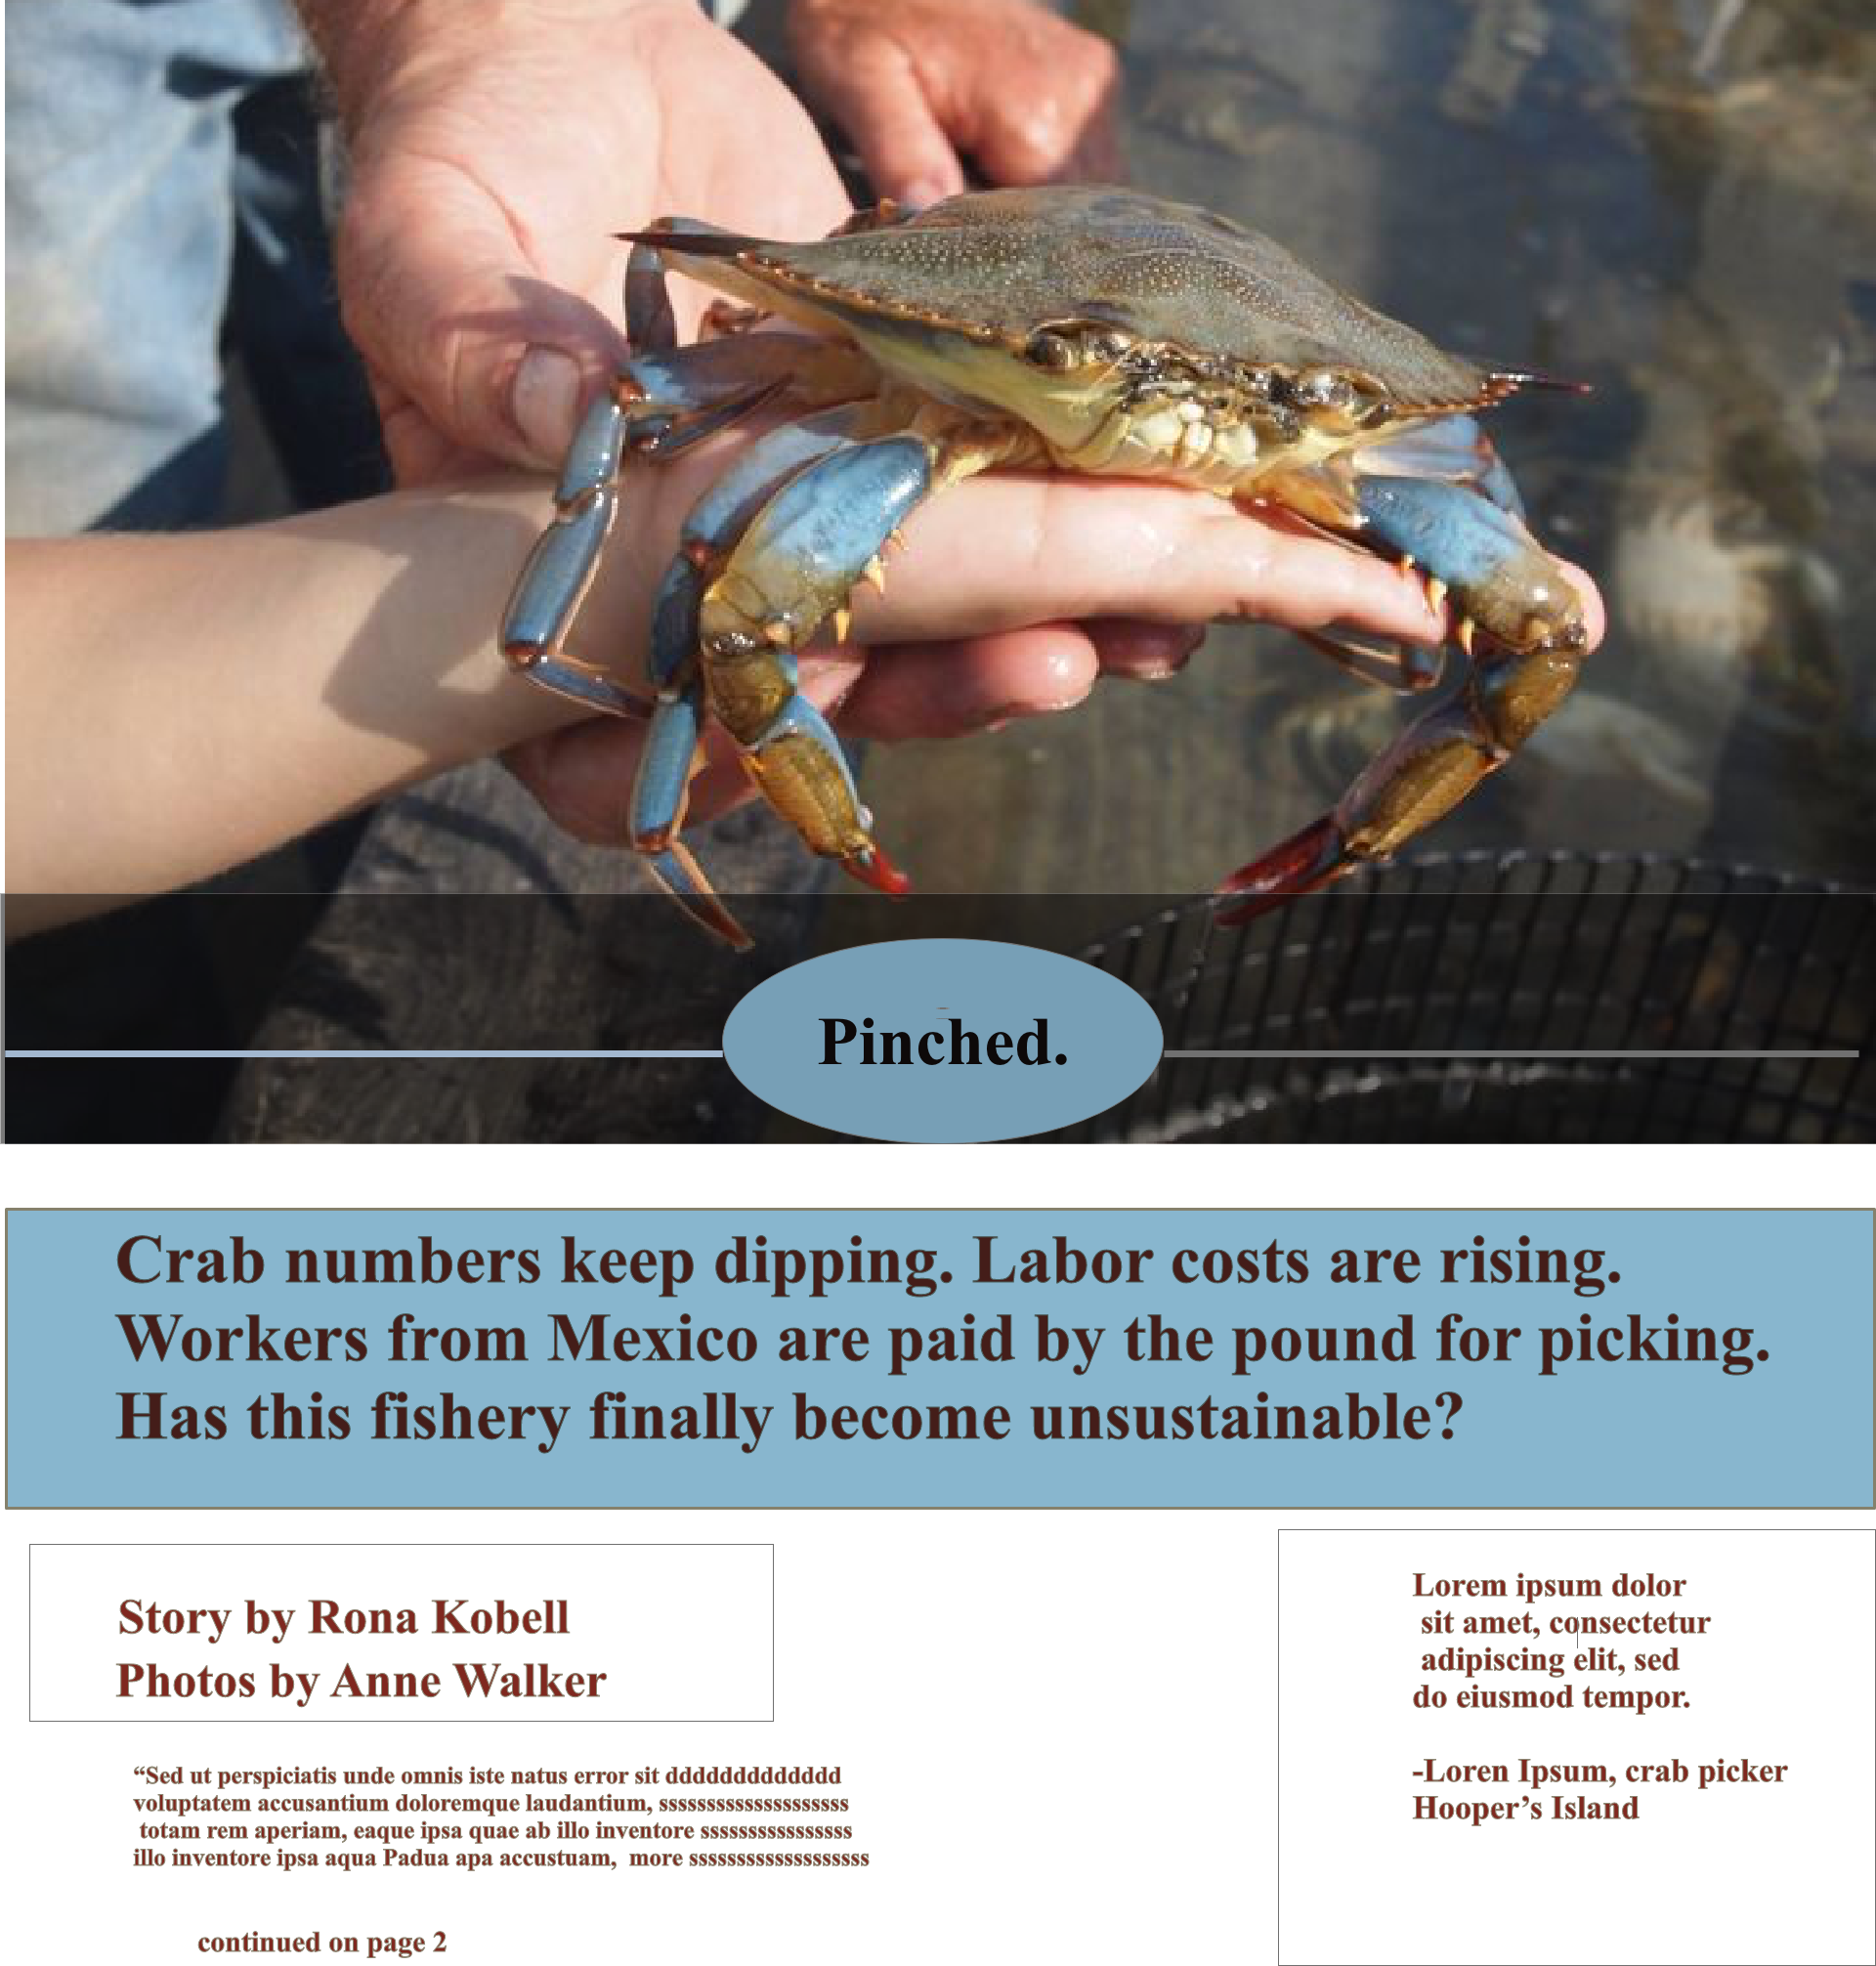 Pinched.
Crab numbers keep dipping. Labor costs are rising.
Workers from Mexico are paid by the pound for picking.
Has this fishery finally become unsustainable?
Story by Rona Kobell
Photos by Anne Walker
“Sed ut perspiciatis unde omnis iste natus error sit ddddddddddddd
voluptatem accusantium doloremque laudantium, ssssssssssssssssssss
totam rem aperiam, eaque ipsa quae ab illo inventore ssssssssssssssss
illo inventore ipsa aqua Padua apa accustuam,  more sssssssssssssssssss
continued on page 2
Lorem ipsum dolor
sit amet, consectetur
adipiscing elit, sed
do eiusmod tempor.
-Loren Ipsum, crab picker
Hooper’s Island